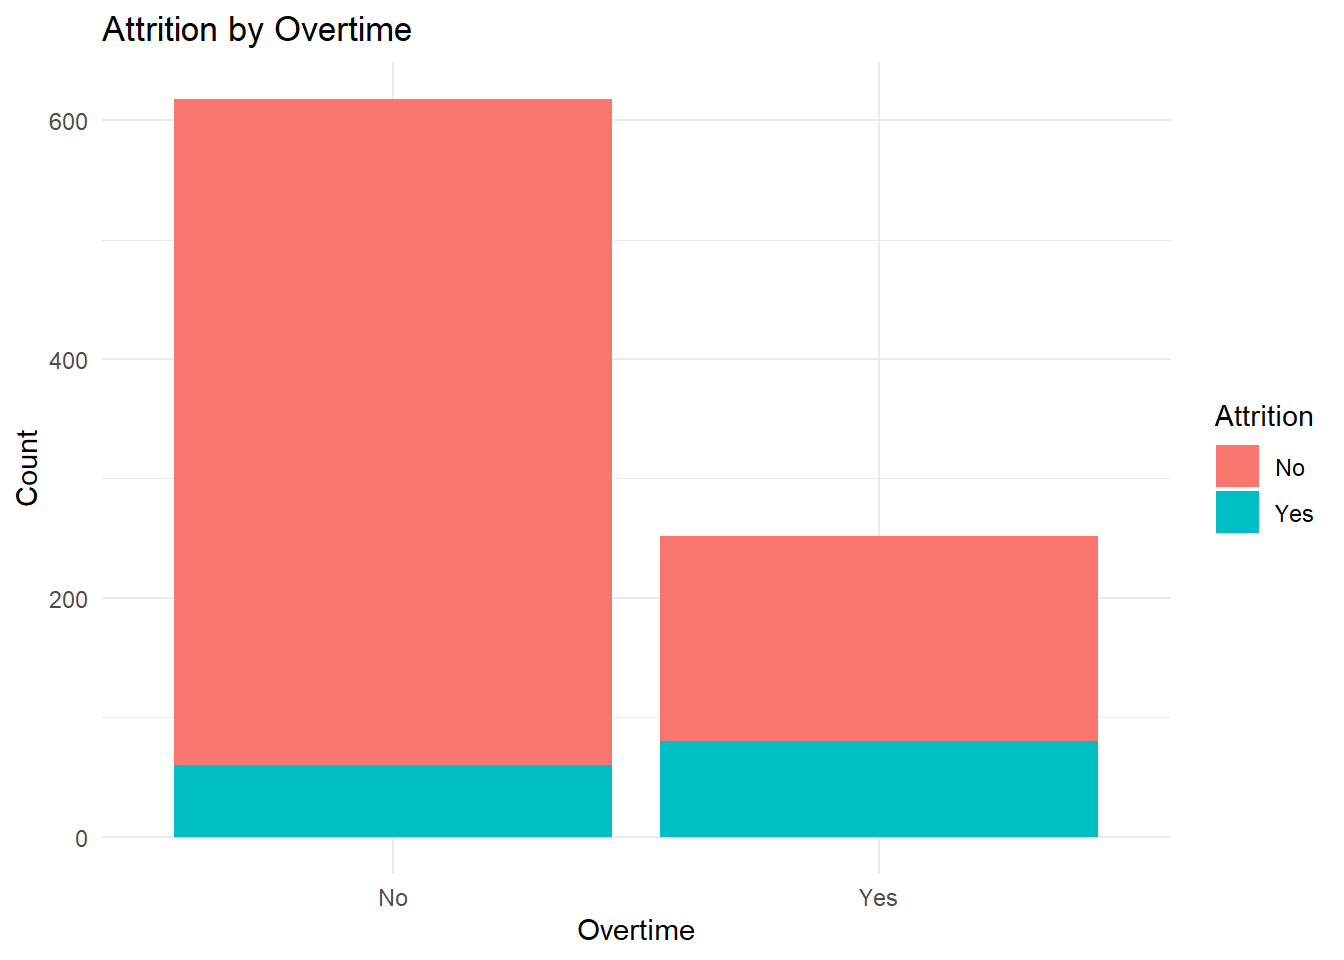 Attrition by Overtime
600
400
200
0
Count
No
Yes
Overtime
Attrition
No
Yes